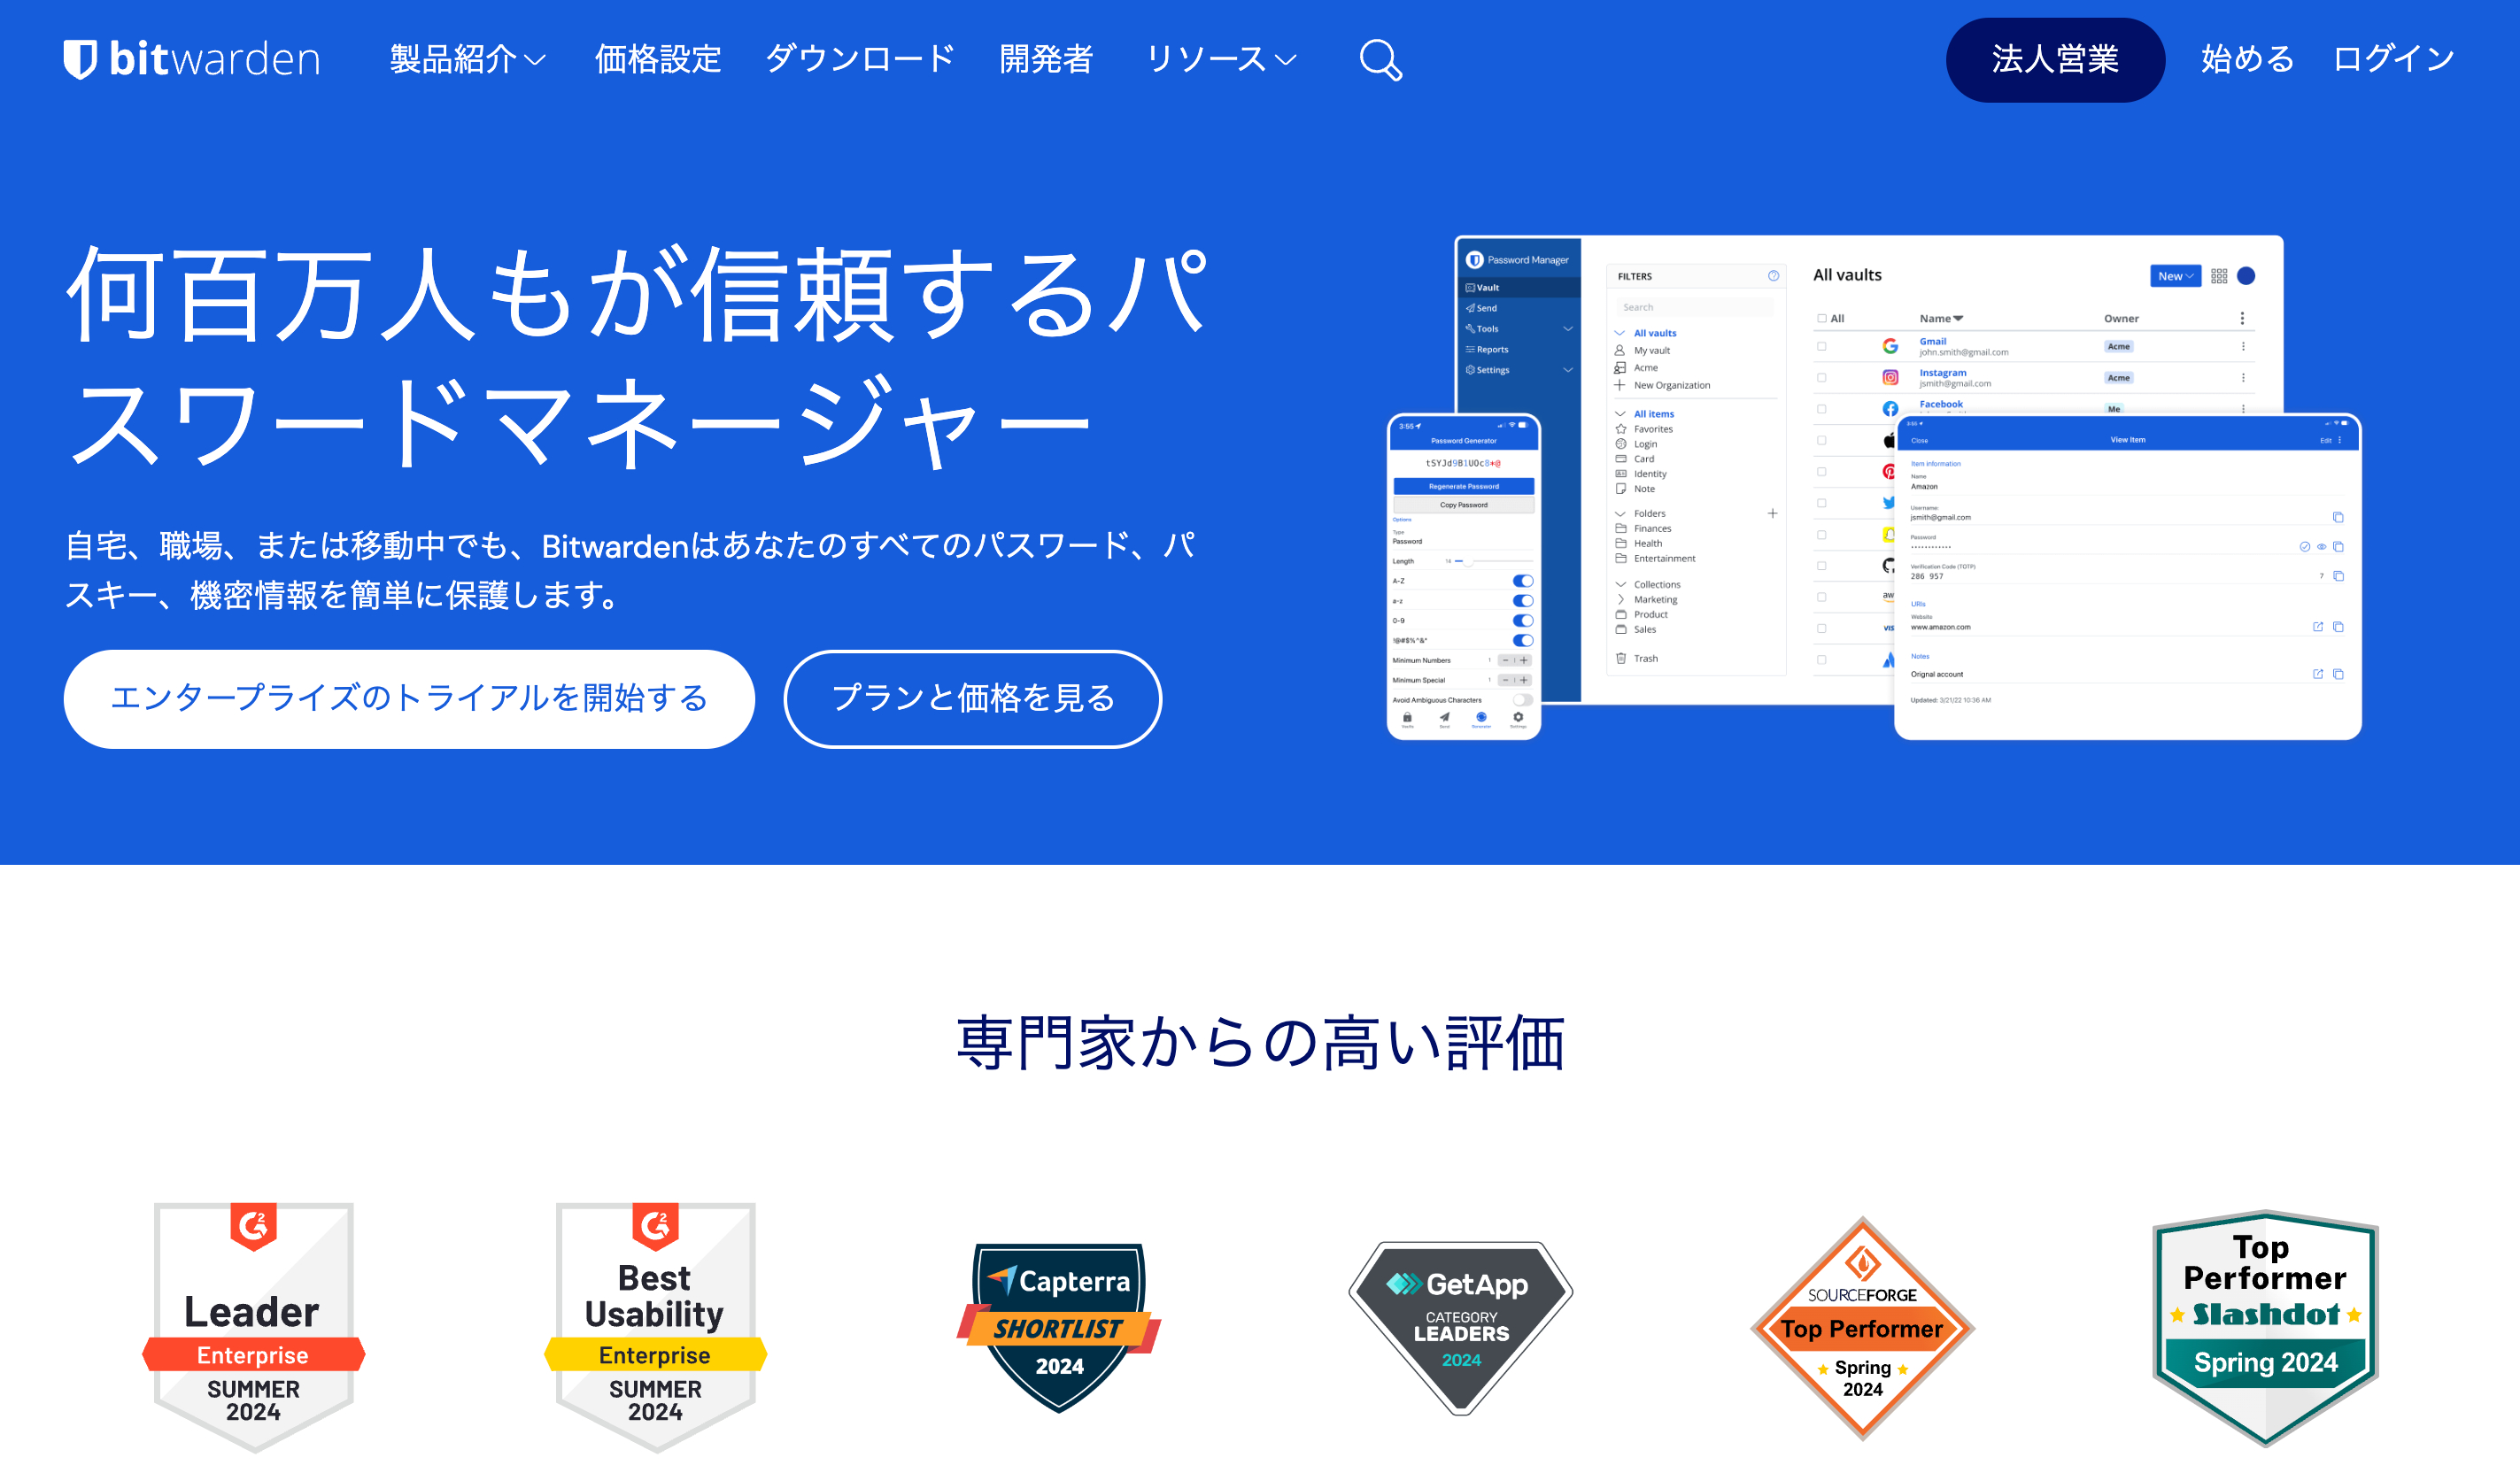 bitwarden
製品紹介
価格設定
ダウンロード
開発者
リソース
法人営業
始める
ログイン
何百万人もが信頼するパ
スワードマネージャー
自宅、職場、または移動中でも、Bitwardenはあなたのすべてのパスワード、パ
スキー、機密情報を簡単に保護します。
エンタープライズのトライアルを開始する
プランと価格を見る
Password Manager
Vault
Send
Tools
Reports
Settings
FILTERS
Search
All vaults
My vault
Acme
New Organization
All items
Favorites
Login
Card
Identity
Note
Folders
Finances
Health
Entertainment
Collections
Marketing
Product
Sales
Trash
All vaults
New
All
Name
Owner
Gmail
john.smith@gmail.com
Acme
Instagram
jsmith@gmail.com
Acme
Facebook
Me
3:55
Password Generator
tSYJd9B1UOc8*@
Regenerate Password
Copy Password
Options
Type
Password
Length 14
A-Z
a-z
0-9
!@#$%^&*
Minimum Numbers 1
Minimum Special 1
Avoid Ambiguous Characters
Send
Generator
Settings
3:55
Close
View Item
Edit
Item information
Name
Amazon
Username
jsmith@gmail.com
Password
Verification Code (TOTP)
286 957
7
URIs
Website
www.amazon.com
Notes
Orignal account
Updated: 3/21/22 10:36 AM
専門家からの高い評価
Leader
Enterprise
SUMMER
2024
Best
Usability
Enterprise
SUMMER
2024
Capterra
SHORTLIST
2024
GetApp
CATEGORY
LEADERS
2024
SOURCEFORGE
Top Performer
Spring
2024
Top
Performer
Slashdot
Spring 2024